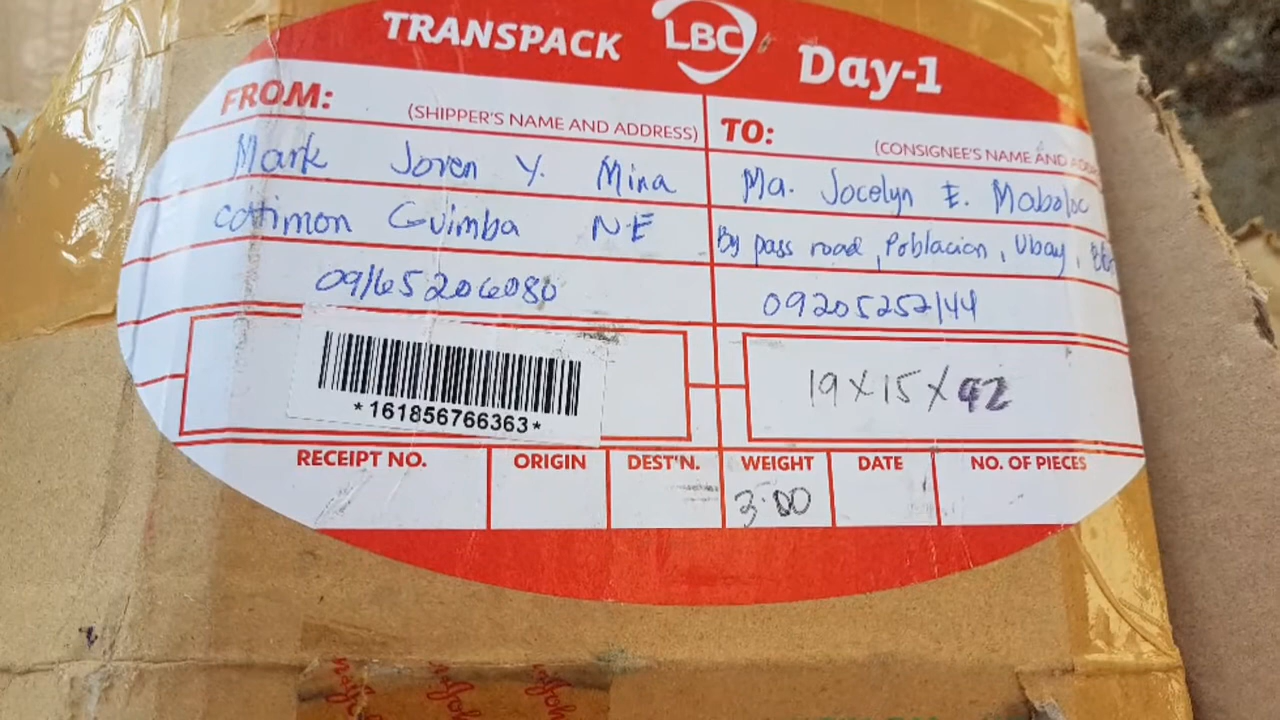 TRANSPACK LBC Day-1
FROM: (SHIPPER'S NAME AND ADDRESS)
Mark Joven Y. Mina
cattimon Guimba NE
09165206080
*161856766363*
TO: (CONSIGNEE'S NAME AND
Ma. Jocelyn E. Maboloc
By pass road, Poblacion, Ubay,
09205252144
19 X 15 X 42
RECEIPT NO. ORIGIN DEST'N. WEIGHT DATE NO. OF PIECES
3.00